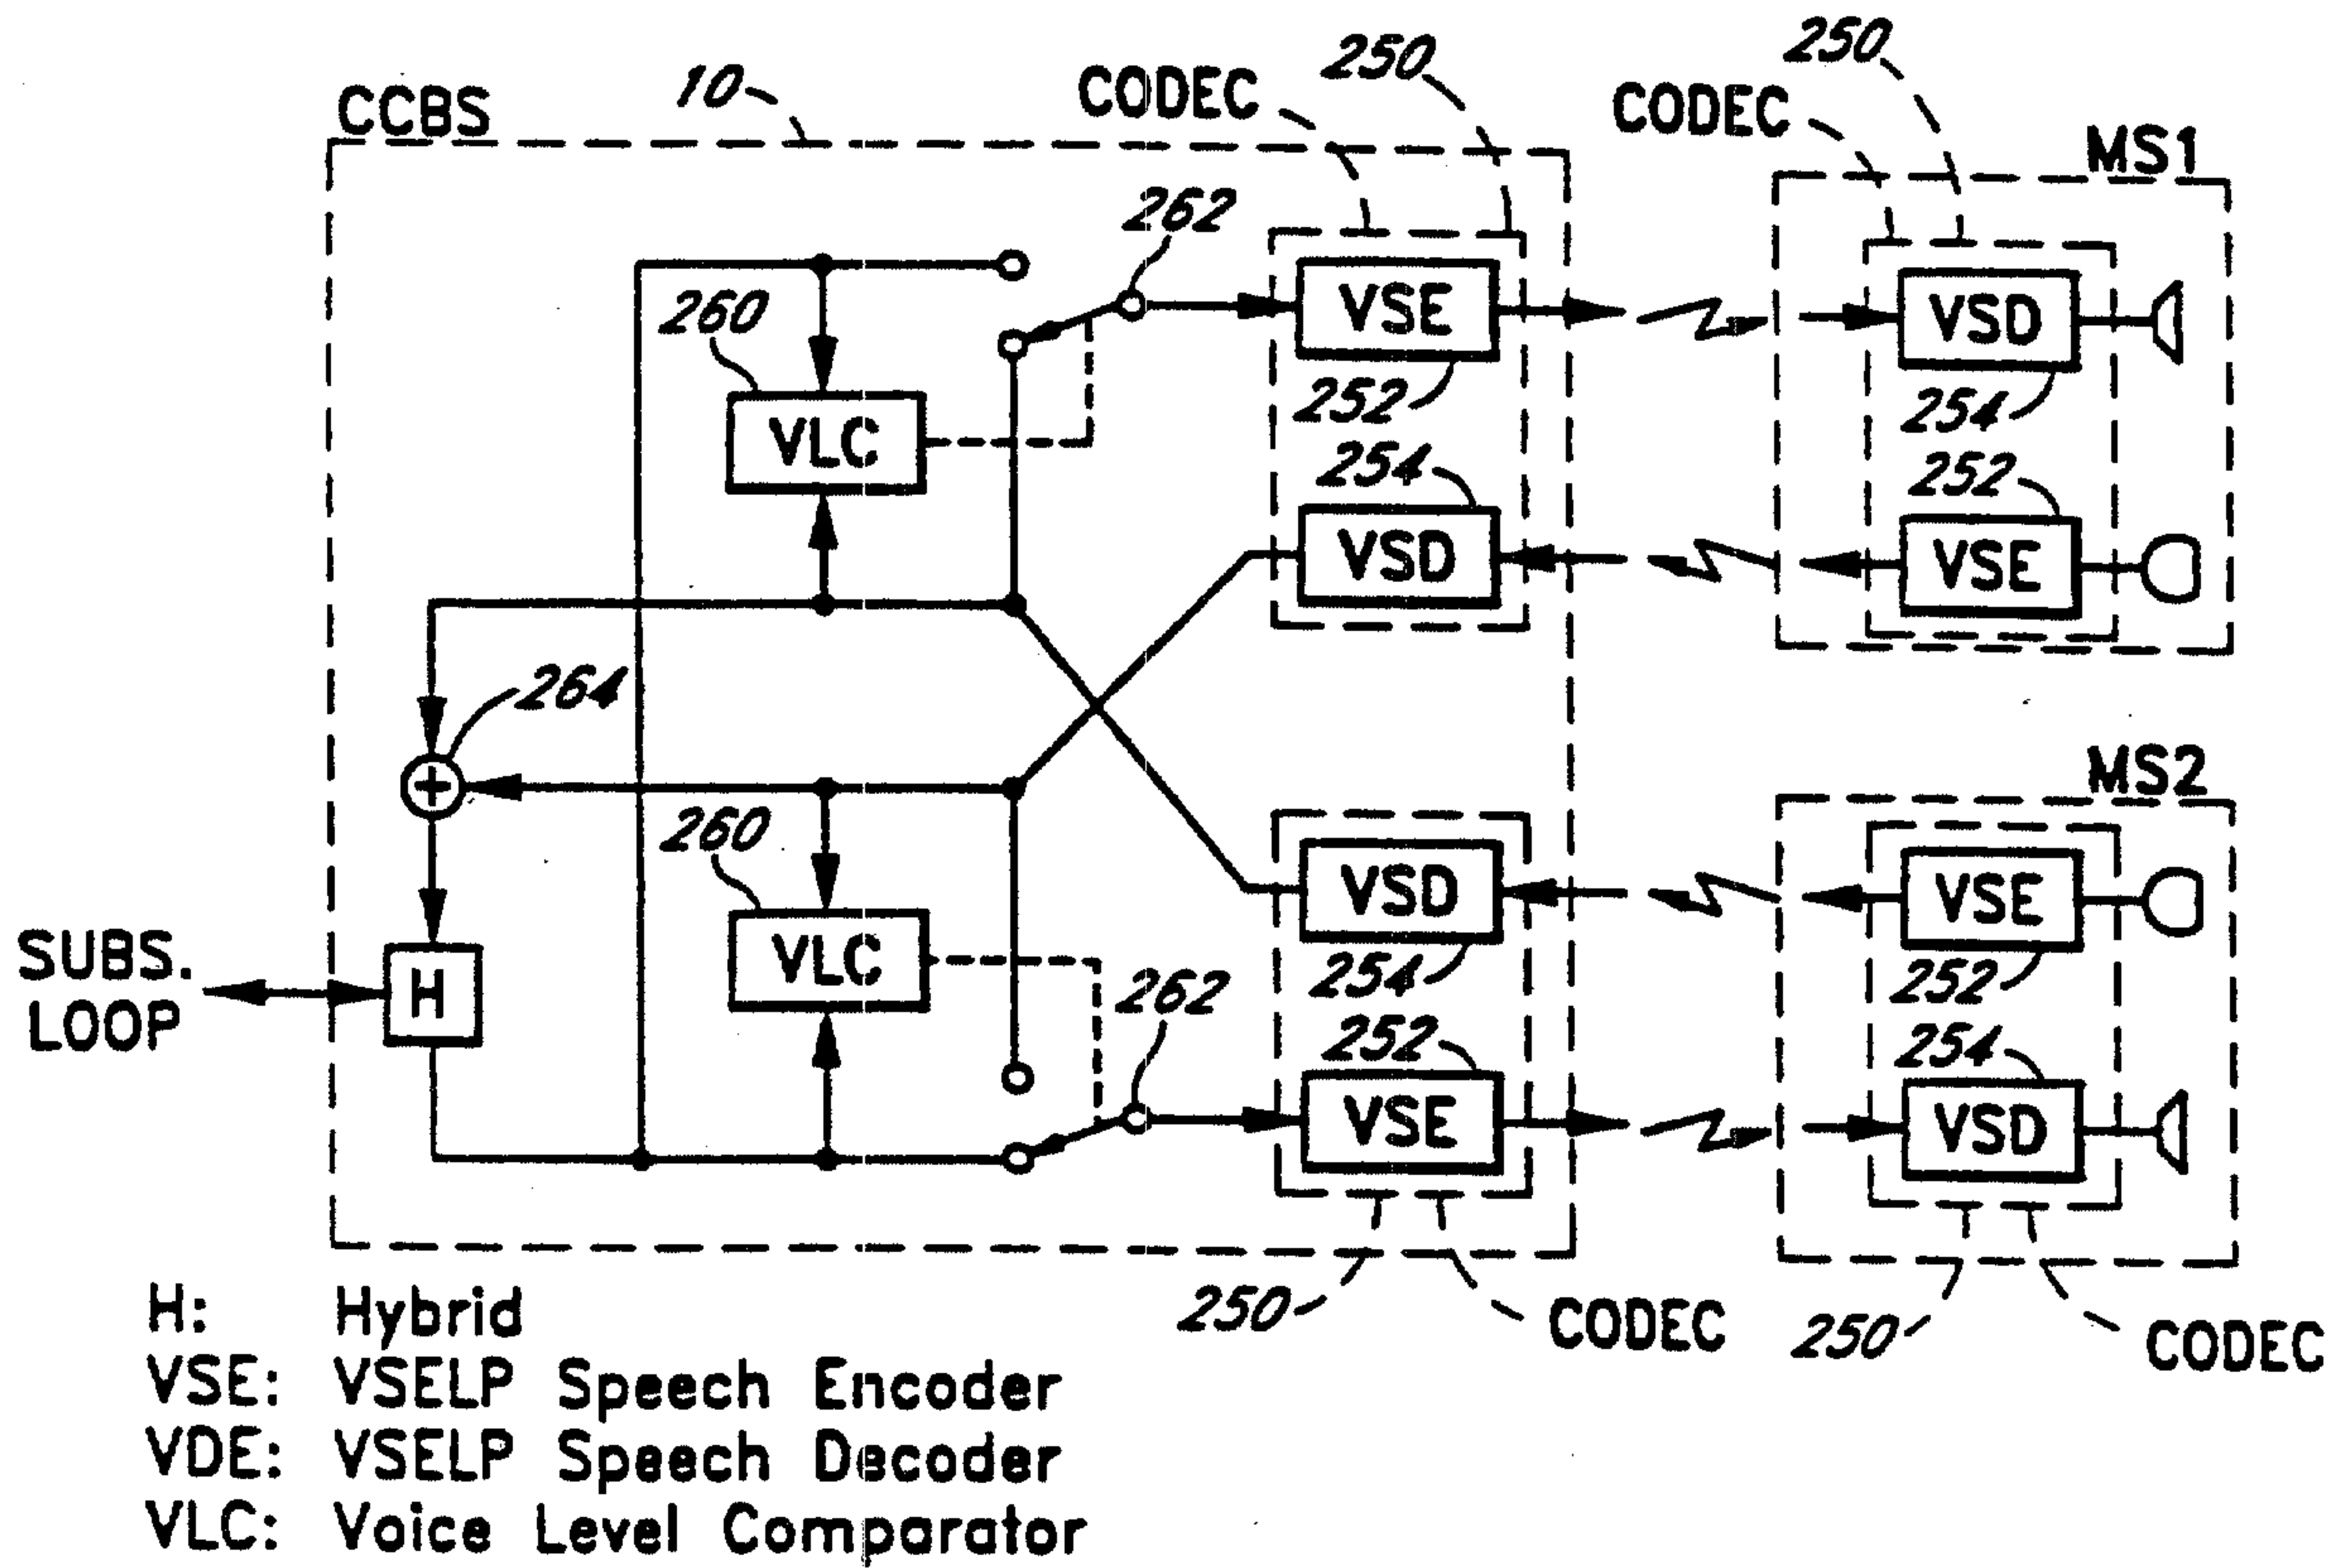 250
250
10
CODEC
CODEC
CCBS
MS1
262
260
VSE
VSD
VLC
252
254
254
252
VSD
VSE
264
MS2
260
VSD
VSE
VLC
254
252
SUBS.
LOOP
H
262
252
254
VSE
VSD
250
CODEC
250
CODEC
H: Hybrid
VSE: VSELP Speech Encoder
VDE: VSELP Speech Decoder
VLC: Voice Level Comparator